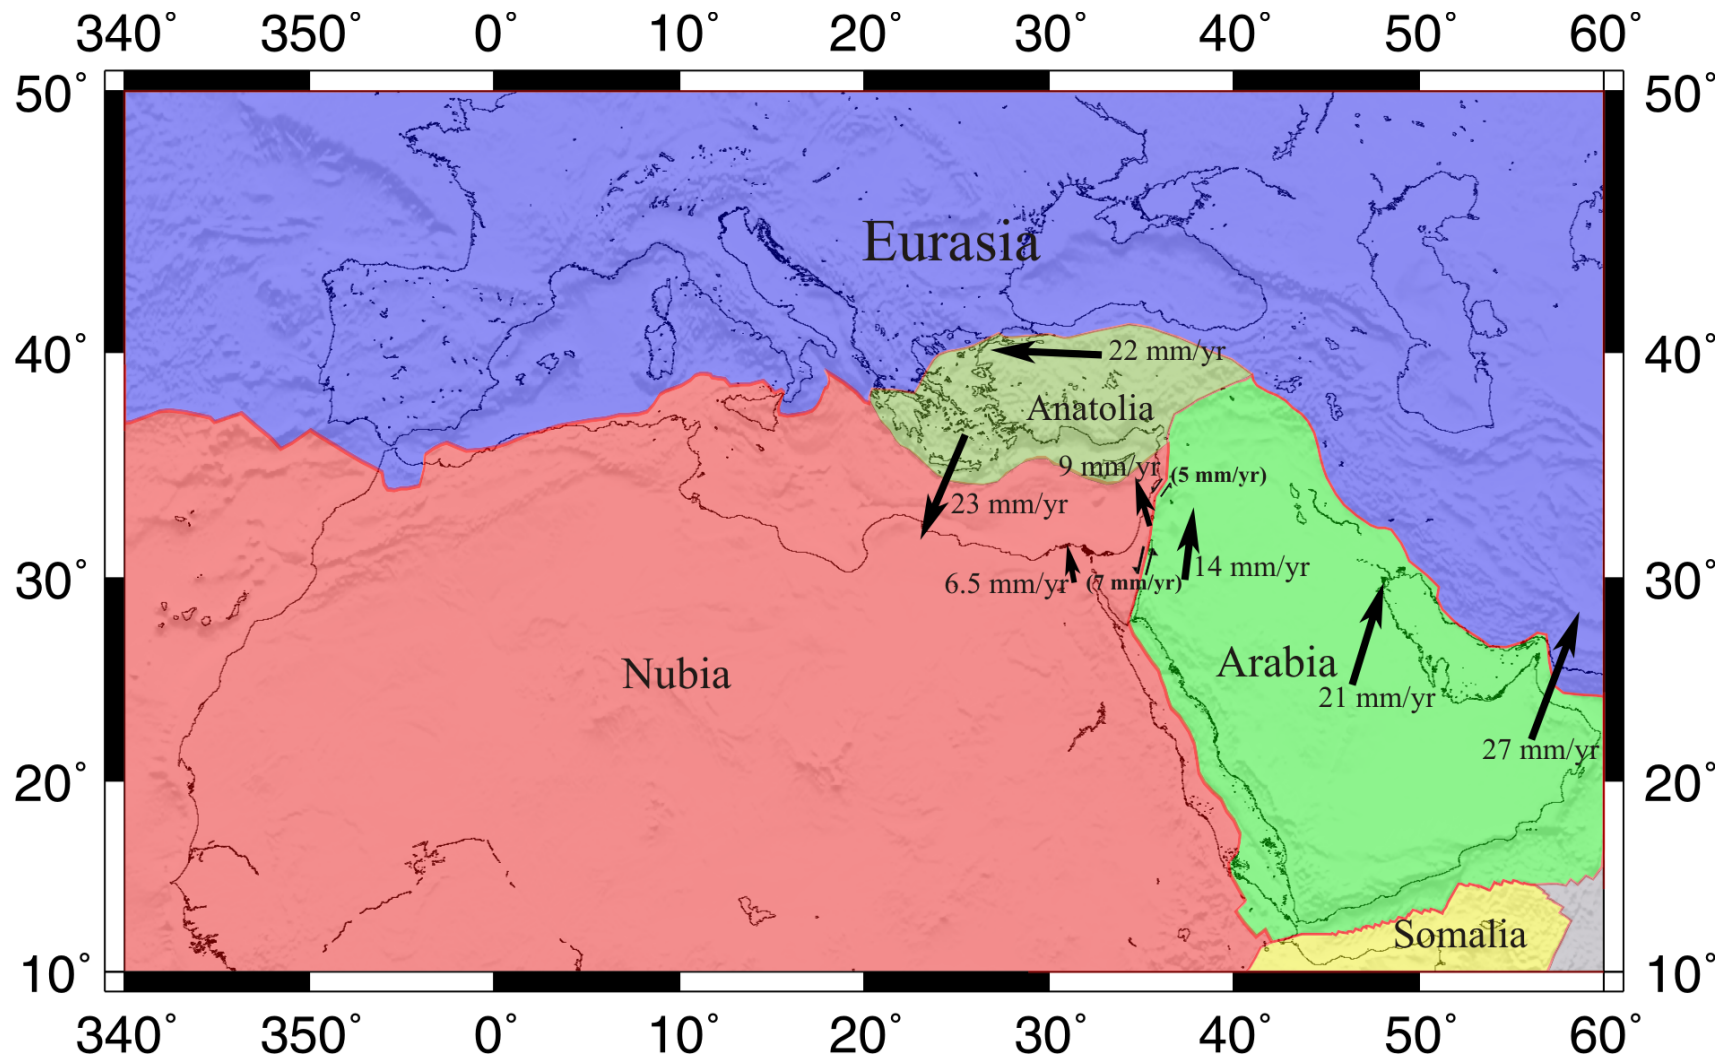 340° 350° 0° 10° 20° 30° 40° 50° 60°
50° 50°
Eurasia
40° 22 mm/yr 40°
Anatolia
9 mm/yr (5 mm/yr)
23 mm/yr
14 mm/yr
30° 6.5 mm/yr (7 mm/yr) 30°
Nubia Arabia
21 mm/yr
27 mm/yr
20° 20°
Somalia
10° 10°
340° 350° 0° 10° 20° 30° 40° 50° 60°